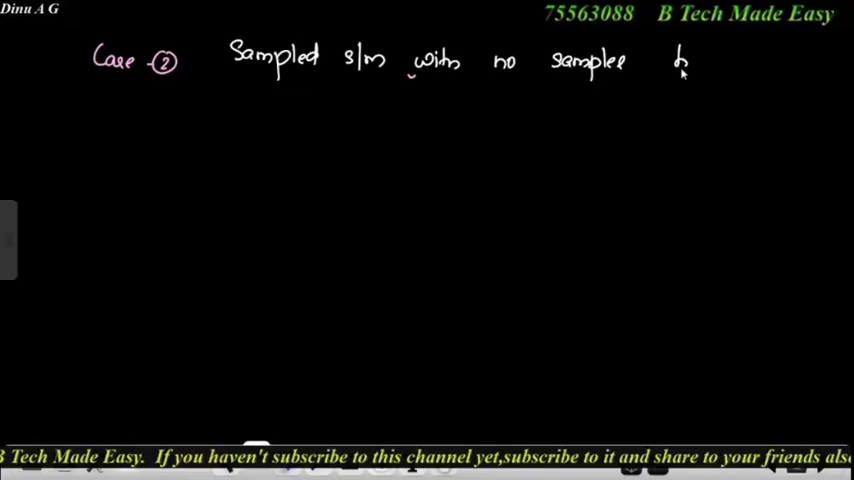 Dinu A G
75563088 B Tech Made Easy
Case - 2 Sampled s/m with no sampler b
B Tech Made Easy. If you haven't subscribe to this channel yet,subscribe to it and share to your friends also